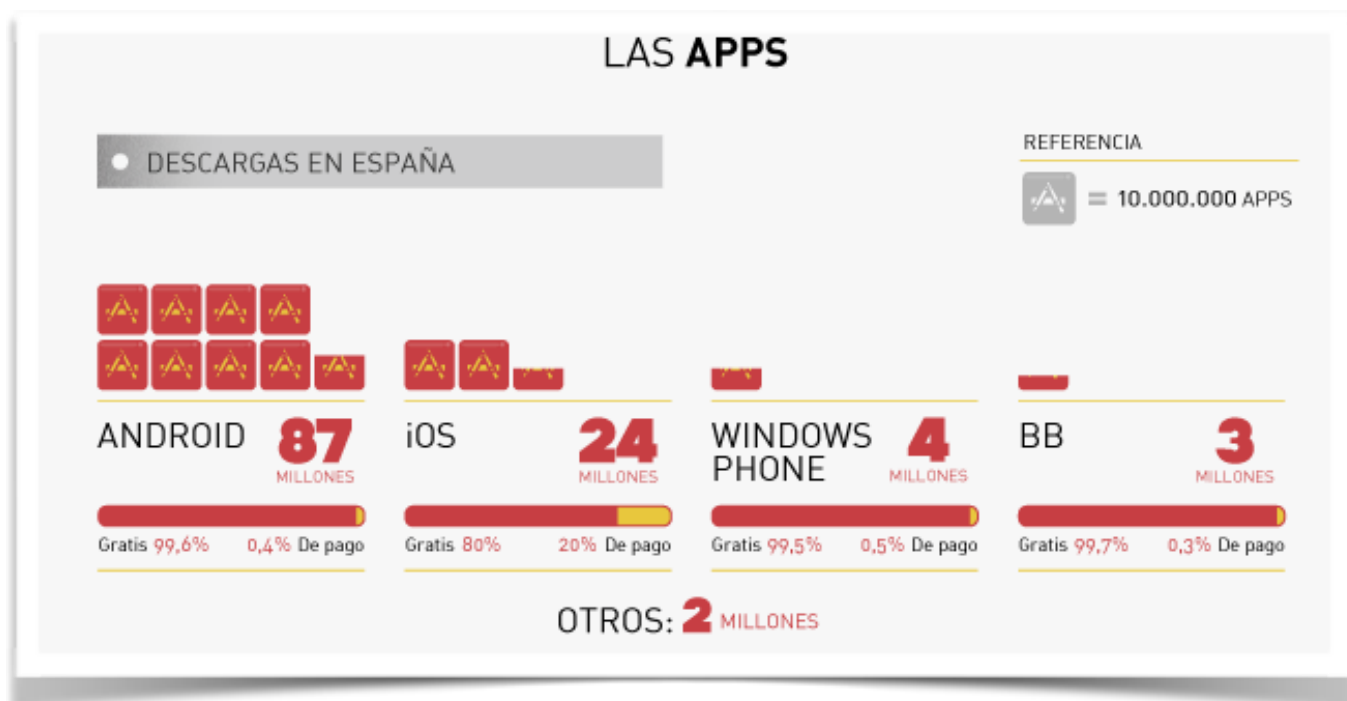 LAS APPS
DESCARGAS EN ESPAÑA
REFERENCIA
= 10.000.000 APPS
ANDROID 87
MILLONES
Gratis 99,6% 0,4% De pago
iOS 24
MILLONES
Gratis 80% 20% De pago
WINDOWS
PHONE
4
MILLONES
Gratis 99,5% 0,5% De pago
BB 3
MILLONES
Gratis 99,7% 0,3% De pago
OTROS: 2 MILLONES